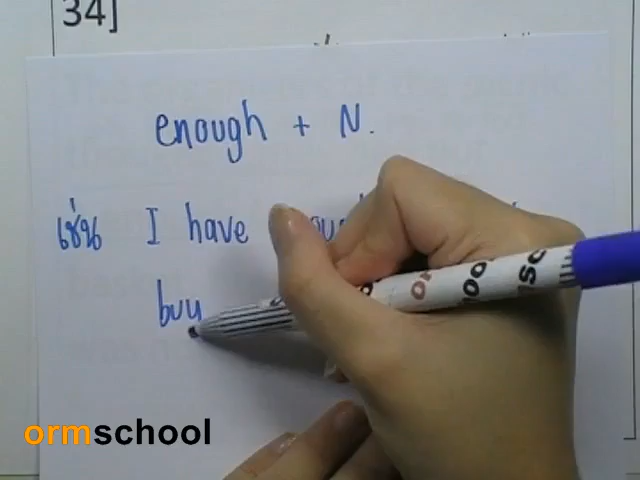 34]
enough + N.
เช่น I have
buy
ormschool